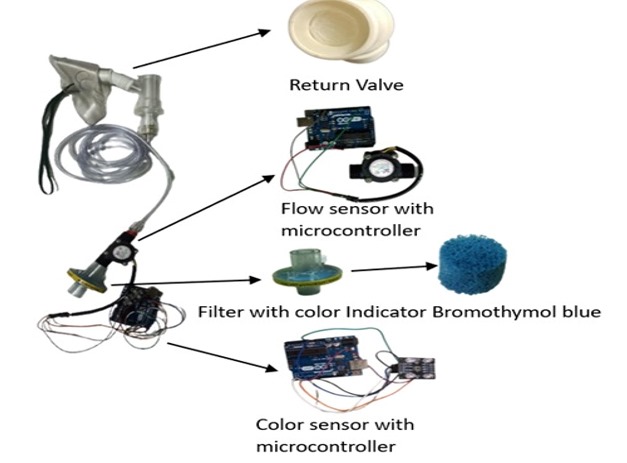 Return Valve
Flow sensor with
microcontroller
Filter with color Indicator Bromothymol blue
Color sensor with
microcontroller